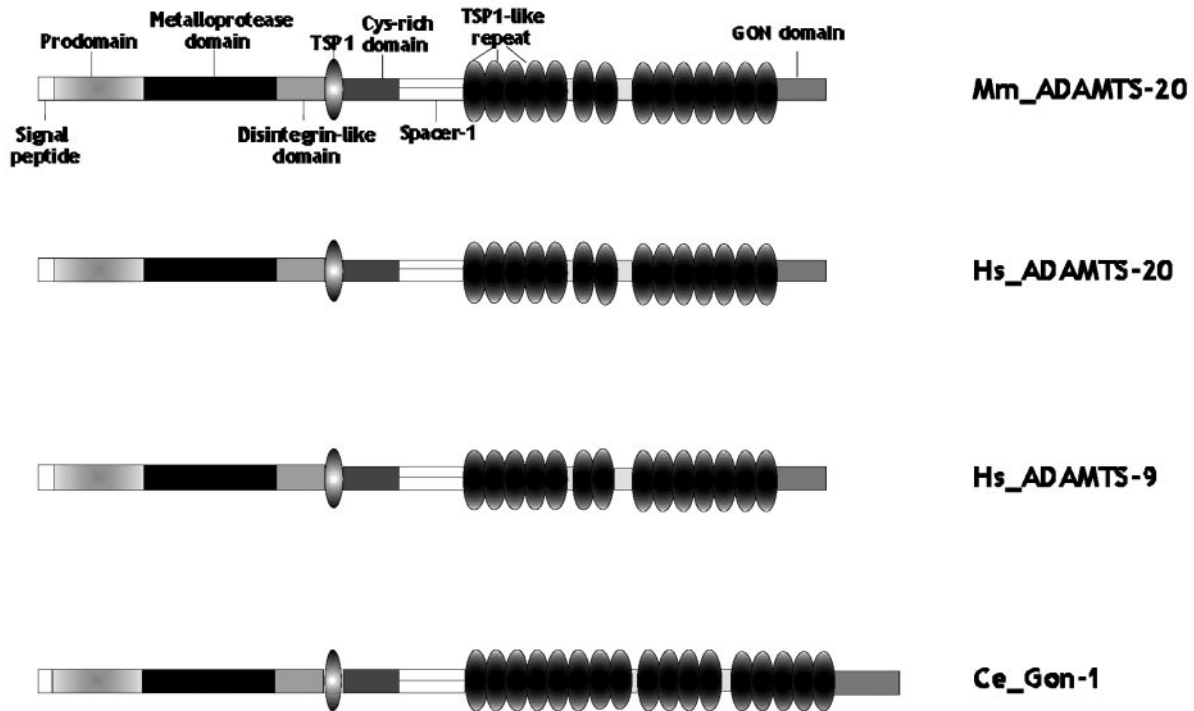 Prodomain
Metalloprotease
domain
TSP1
Cys-rich
domain
TSP1-like
repeat
GON domain
Mm_ADAMTS-20
Signal
peptide
Disintegrin-like
domain
Spacer-1
Hs_ADAMTS-20
Hs_ADAMTS-9
Ce_Gon-1